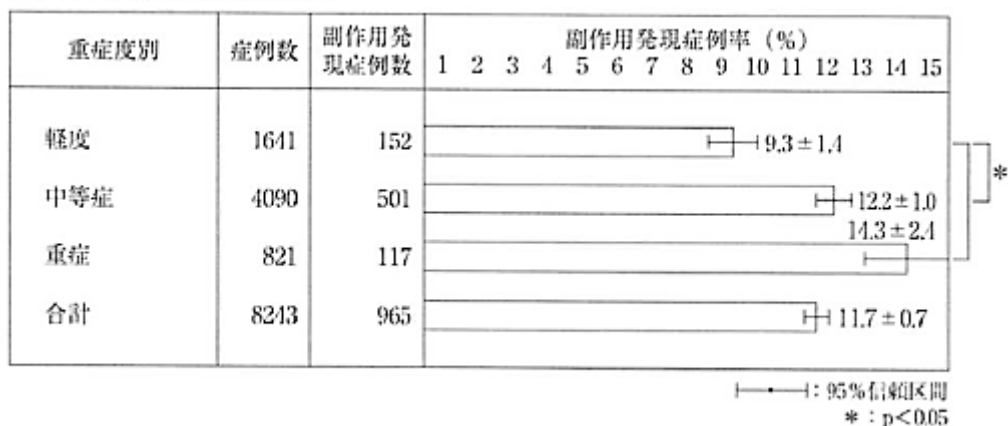 重症度別 症例数 副作用発現症例数 副作用発現症例率（%）
1 2 3 4 5 6 7 8 9 10 11 12 13 14 15
軽度 1641 152 9.3±1.4
中等症 4090 501 12.2±1.0
重症 821 117 14.3±2.4
合計 8243 965 11.7±0.7
*
：95%信頼区間
*：p<0.05